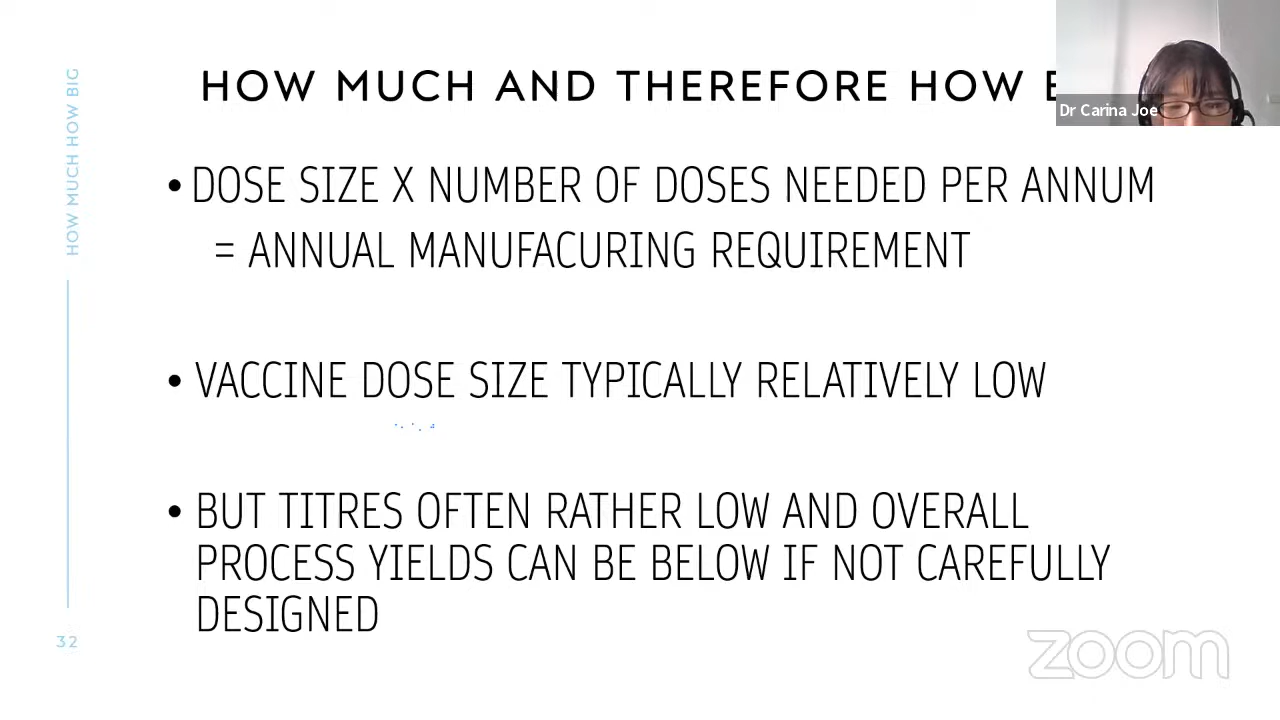 HOW MUCH AND THEREFORE HOW
Dr Carina Joe
HOW MUCH HOW BIG
• DOSE SIZE X NUMBER OF DOSES NEEDED PER ANNUM
= ANNUAL MANUFACURING REQUIREMENT
• VACCINE DOSE SIZE TYPICALLY RELATIVELY LOW
• BUT TITRES OFTEN RATHER LOW AND OVERALL
PROCESS YIELDS CAN BE BELOW IF NOT CAREFULLY
DESIGNED
32
zoom